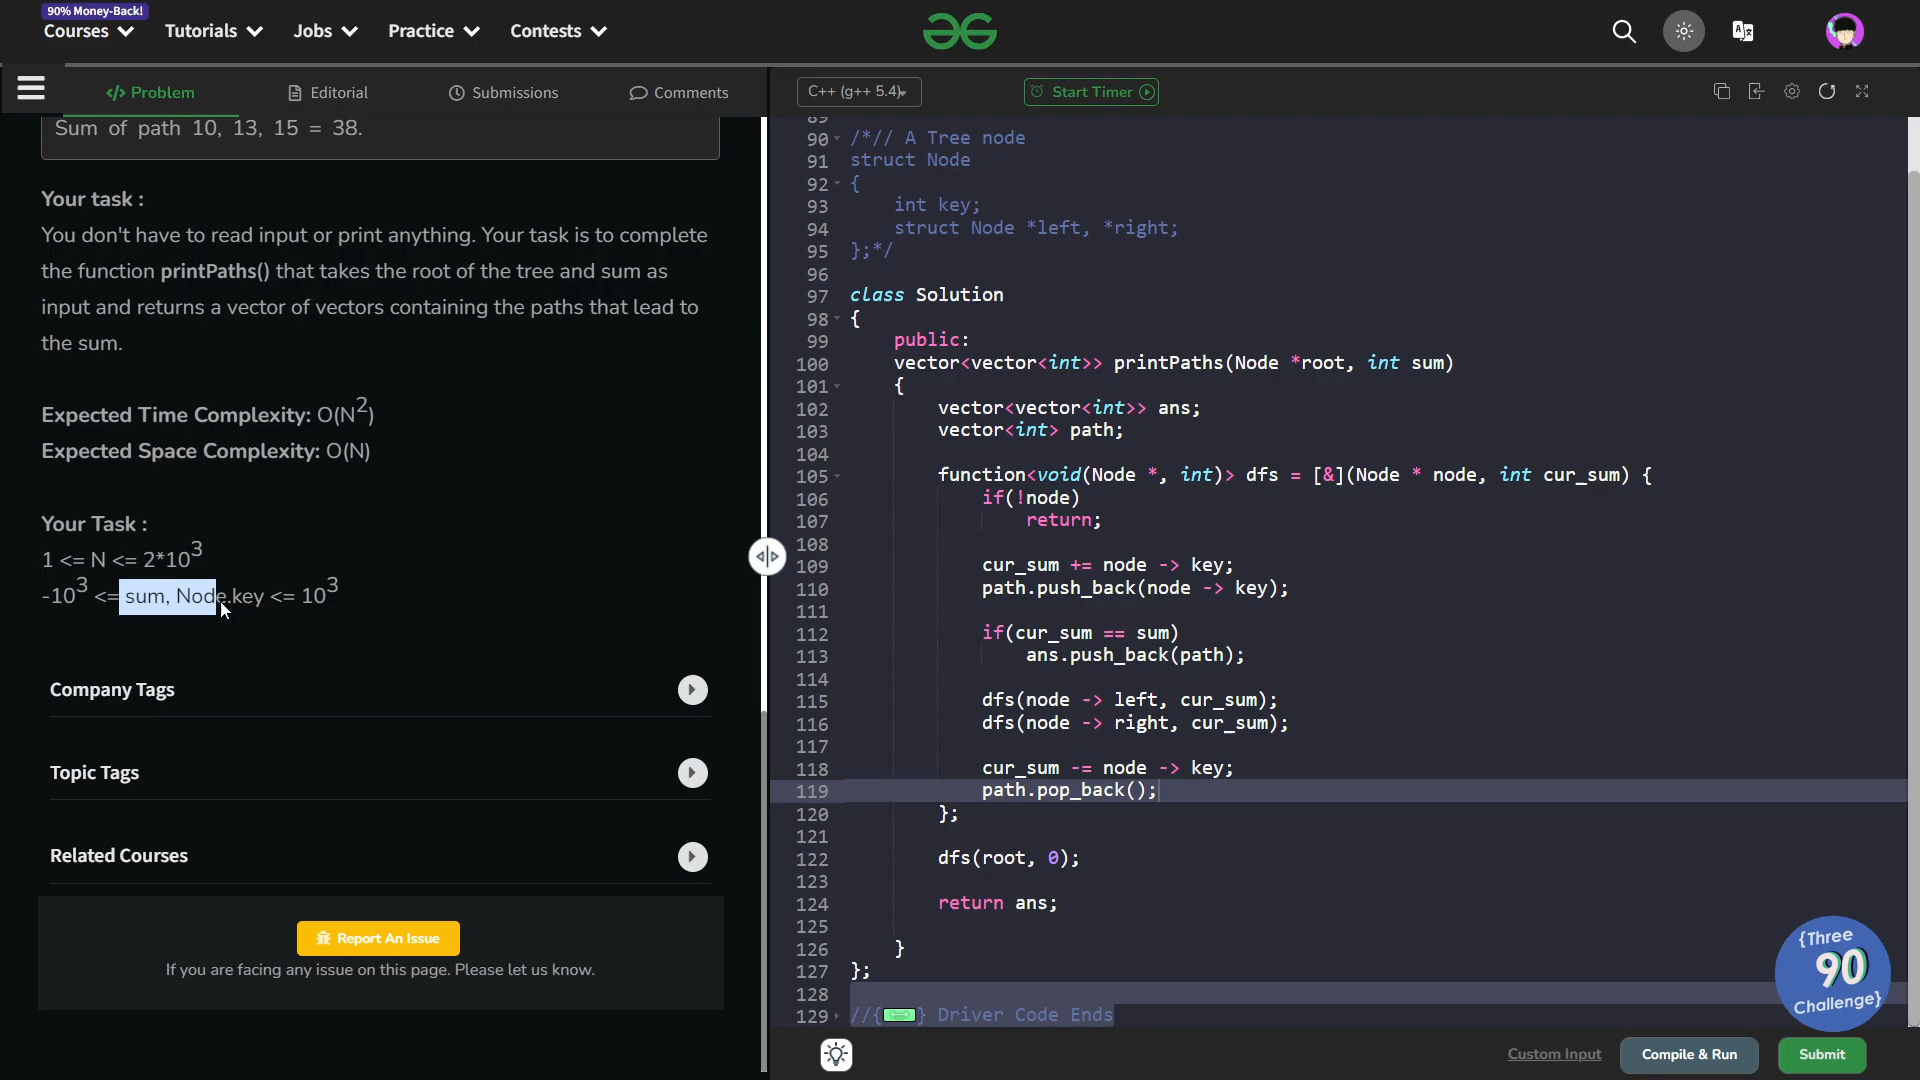 90% Money-Back!
Courses Tutorials Jobs Practice Contests
</> Problem Editorial Submissions Comments
Sum of path 10, 13, 15 = 38.
Your task :
You don't have to read input or print anything. Your task is to complete
the function printPaths() that takes the root of the tree and sum as
input and returns a vector of vectors containing the paths that lead to
the sum.
Expected Time Complexity: O(N2)
Expected Space Complexity: O(N)
Your Task :
1 <= N <= 2*103
-103 <= sum, Node.key <= 103
Company Tags
Topic Tags
Related Courses
Report An Issue
If you are facing any issue on this page. Please let us know.
C++ (g++ 5.4) Start Timer
89
90 /*// A Tree node
91 struct Node
92 {
93 int key;
94 struct Node *left, *right;
95 };*/
96
97 class Solution
98 {
99 public:
100 vector<vector<int>> printPaths(Node *root, int sum)
101 {
102 vector<vector<int>> ans;
103 vector<int> path;
104
105 function<void(Node *, int)> dfs = [&](Node * node, int cur_sum) {
106 if(!node)
107 return;
108
109 cur_sum += node -> key;
110 path.push_back(node -> key);
111
112 if(cur_sum == sum)
113 ans.push_back(path);
114
115 dfs(node -> left, cur_sum);
116 dfs(node -> right, cur_sum);
117
118 cur_sum -= node -> key;
119 path.pop_back();
120 };
121
122 dfs(root, 0);
123
124 return ans;
125
126 }
127 };
128
129 //{ } Driver Code Ends
{Three
90
Challenge}
Custom Input Compile & Run Submit